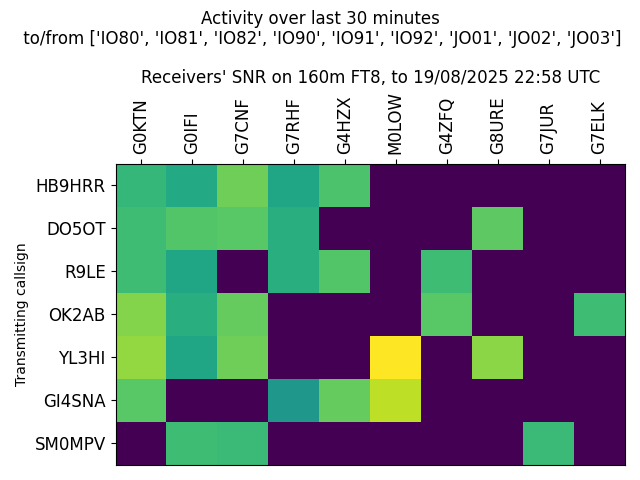 Activity over last 30 minutes
to/from ['IO80', 'IO81', 'IO82', 'IO90', 'IO91', 'IO92', 'JO01', 'JO02', 'JO03']
Receivers' SNR on 160m FT8, to 19/08/2025 22:58 UTC
G0KTN
G0IFI
G7CNF
G7RHF
G4HZX
M0LOW
G4ZFQ
G8URE
G7JUR
G7ELK
Transmitting callsign
HB9HRR
DO5OT
R9LE
OK2AB
YL3HI
GI4SNA
SM0MPV